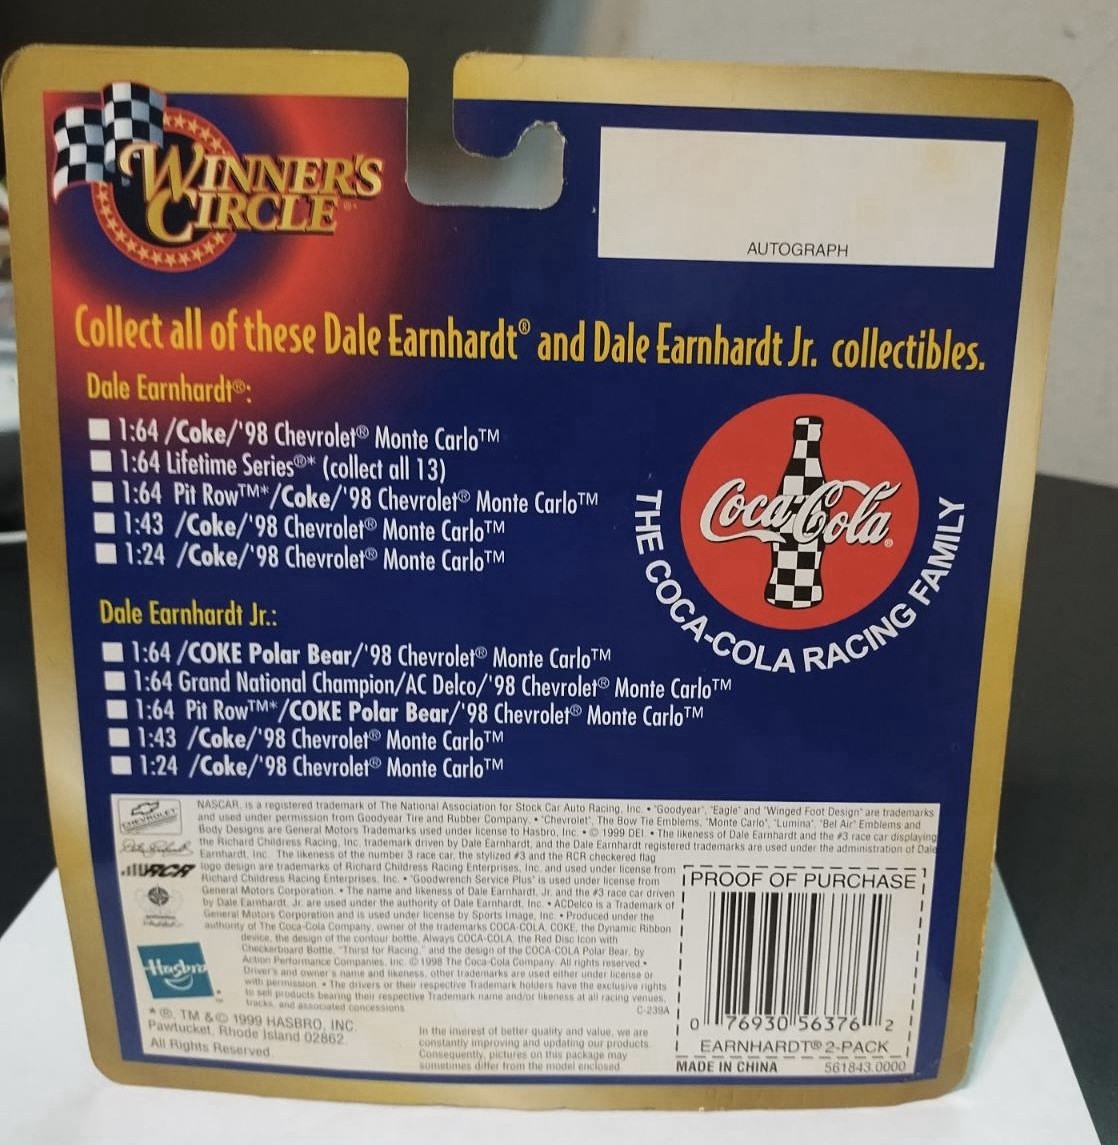 WINNER'S
CIRCLE
AUTOGRAPH
Collect all of these Dale Earnhardt® and Dale Earnhardt Jr. collectibles.
Dale Earnhardt®:
1:64 /Coke/'98 Chevrolet® Monte Carlo™
1:64 Lifetime Series®* (collect all 13)
1:64 Pit Row™*/Coke/'98 Chevrolet® Monte Carlo™
1:43 /Coke/'98 Chevrolet® Monte Carlo™
1:24 /Coke/'98 Chevrolet® Monte Carlo™
Coca-Cola®
THE COCA-COLA RACING FAMILY
Dale Earnhardt Jr.:
1:64 /COKE Polar Bear/'98 Chevrolet® Monte Carlo™
1:64 Grand National Champion/AC Delco/'98 Chevrolet® Monte Carlo™
1:64 Pit Row™*/COKE Polar Bear/'98 Chevrolet® Monte Carlo™
1:43 /Coke/'98 Chevrolet® Monte Carlo™
1:24 /Coke/'98 Chevrolet® Monte Carlo™
CHEVROLET
RCR
Hasbro
NASCAR, is a registered trademark of The National Association for Stock Car Auto Racing, Inc. • "Goodyear", "Eagle" and "Winged Foot Design" are trademarks
and used under permission from Goodyear Tire and Rubber Company. • "Chevrolet", The Bow Tie Emblems, "Monte Carlo", "Lumina", "Bel Air" Emblems and
Body Designs are General Motors Trademarks used under license to Hasbro, Inc. • © 1999 DEI. • The likeness of Dale Earnhardt and the #3 race car displaying
the Richard Childress Racing, Inc. trademark driven by Dale Earnhardt, and the Dale Earnhardt registered trademarks are used under the administration of Dale
Earnhardt, Inc. The likeness of the number 3 race car, the stylized #3 and the RCR checkered flag
logo design are trademarks of Richard Childress Racing Enterprises, Inc. and used under license from
Richard Childress Racing Enterprises, Inc. • "Goodwrench Service Plus" is used under license from
General Motors Corporation. • The name and likeness of Dale Earnhardt, Jr. and the #3 race car driven
by Dale Earnhardt, Jr. are used under the authority of Dale Earnhardt, Inc. • ACDelco is a Trademark of
General Motors Corporation and is used under license by Sports Image, Inc. • Produced under the
authority of The Coca-Cola Company, owner of the trademarks COCA-COLA, COKE, the Dynamic Ribbon
device, the design of the contour bottle, Always COCA-COLA, the Red Disc Icon with
Checkerboard Bottle, "Thirst for Racing," and the design of the COCA-COLA Polar Bear, by
Action Performance Companies, Inc. © 1998 The Coca-Cola Company. All rights reserved. •
Driver's and owner's name and likeness, other trademarks are used either under license or
with permission. • The drivers or their respective Trademark holders have the exclusive rights
to sell products bearing their respective Trademark name and/or likeness at all racing venues,
tracks, and associated concessions.
C-239A
* ®, TM & © 1999 HASBRO, INC.
Pawtucket, Rhode Island 02862.
All Rights Reserved.
In the interest of better quality and value, we are
constantly improving and updating our products.
Consequently, pictures on this package may
sometimes differ from the model enclosed.
PROOF OF PURCHASE
0 76930 56376 2
EARNHARDT® 2-PACK
MADE IN CHINA
561843.0000